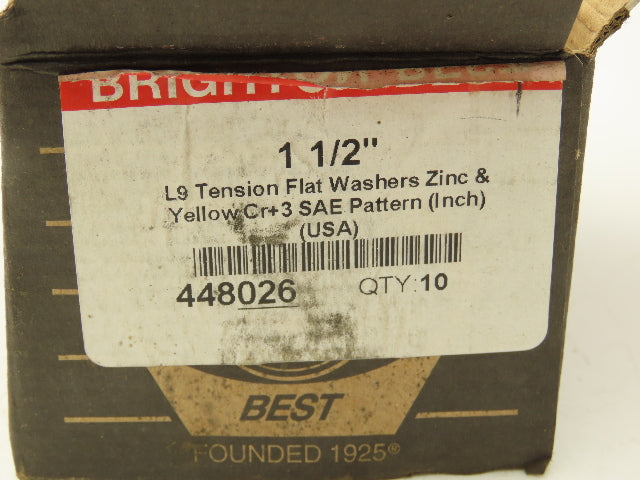 1 1/2"
L9 Tension Flat Washers Zinc &
Yellow Cr+3 SAE Pattern (Inch)
(USA)
448026 QTY:10
BEST
FOUNDED 1925®